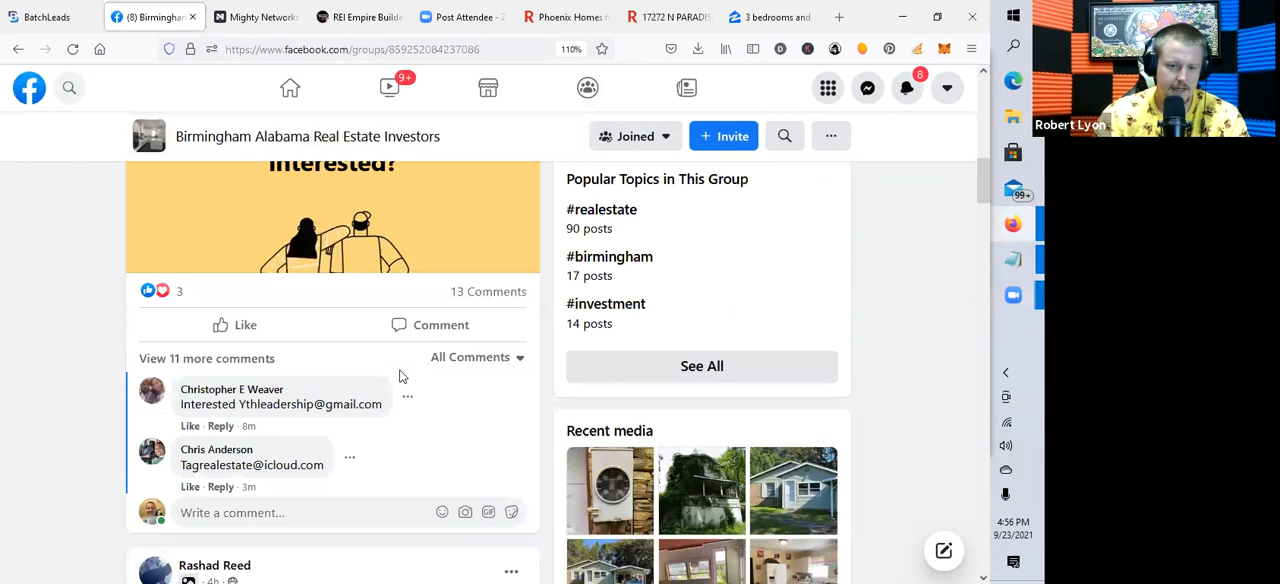 BatchLeads
(8) Birmingham
Mighty Networ
REI Empire Builde
Post Attendee - Z
Phoenix Homes f
17272 N PARADIS
3 bedrooms and
https://www.facebook.com/groups/859252084237086
110%
9+
8
Birmingham Alabama Real Estate Investors
Joined
+ Invite
Robert Lyon
interested?
3
13 Comments
Like
Comment
View 11 more comments
All Comments
Christopher E Weaver
Interested Ythleadership@gmail.com
Like · Reply · 8m
Chris Anderson
Tagrealestate@icloud.com
Like · Reply · 3m
Write a comment...
GIF
Rashad Reed
4h
Popular Topics in This Group
#realestate
90 posts
#birmingham
17 posts
#investment
14 posts
See All
Recent media
99+
4:56 PM
9/23/2021